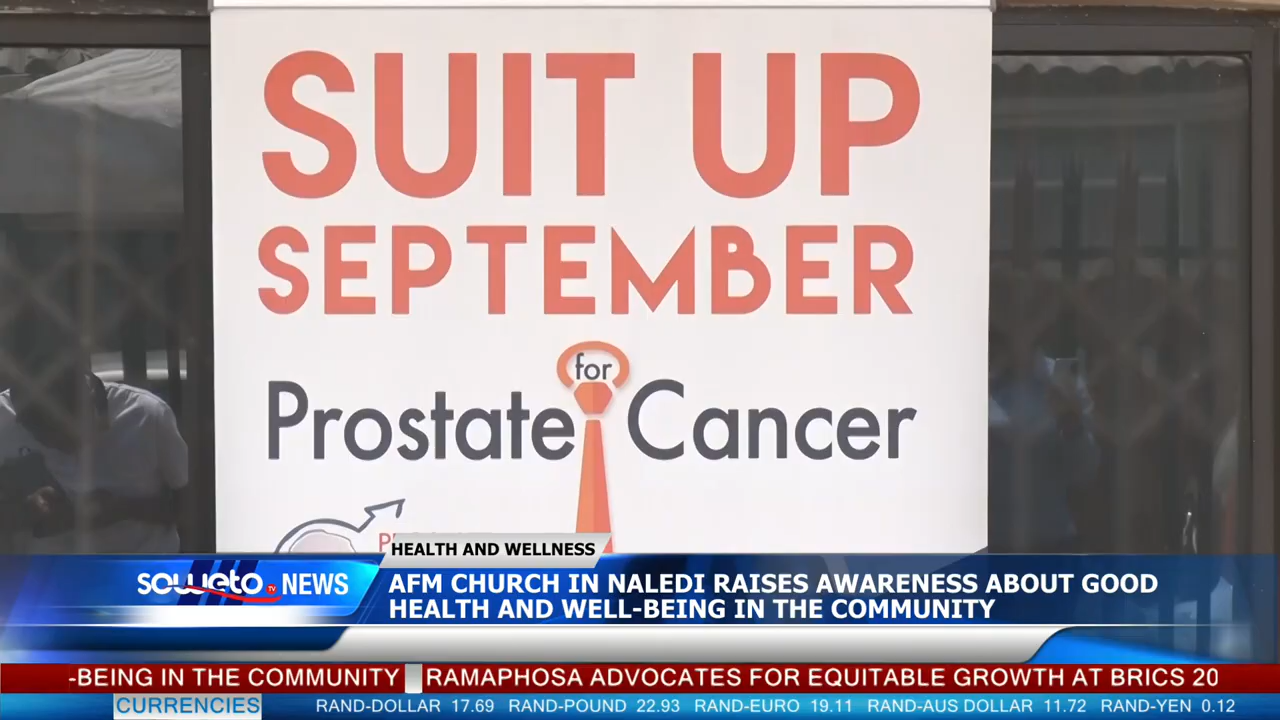 SUIT UP
SEPTEMBER
for
Prostate Cancer
HEALTH AND WELLNESS
soweto TV NEWS
AFM CHURCH IN NALEDI RAISES AWARENESS ABOUT GOOD
HEALTH AND WELL-BEING IN THE COMMUNITY
-BEING IN THE COMMUNITY RAMAPHOSA ADVOCATES FOR EQUITABLE GROWTH AT BRICS 20
CURRENCIES RAND-DOLLAR 17.69 RAND-POUND 22.93 RAND-EURO 19.11 RAND-AUS DOLLAR 11.72 RAND-YEN 0.12